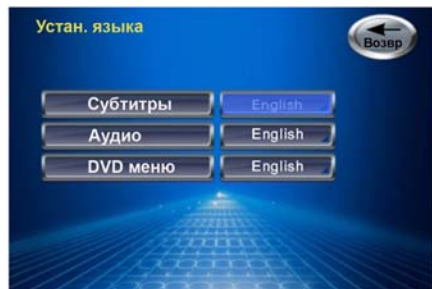 Устан. языка
Возвр
Субтитры English
Аудио English
DVD меню English